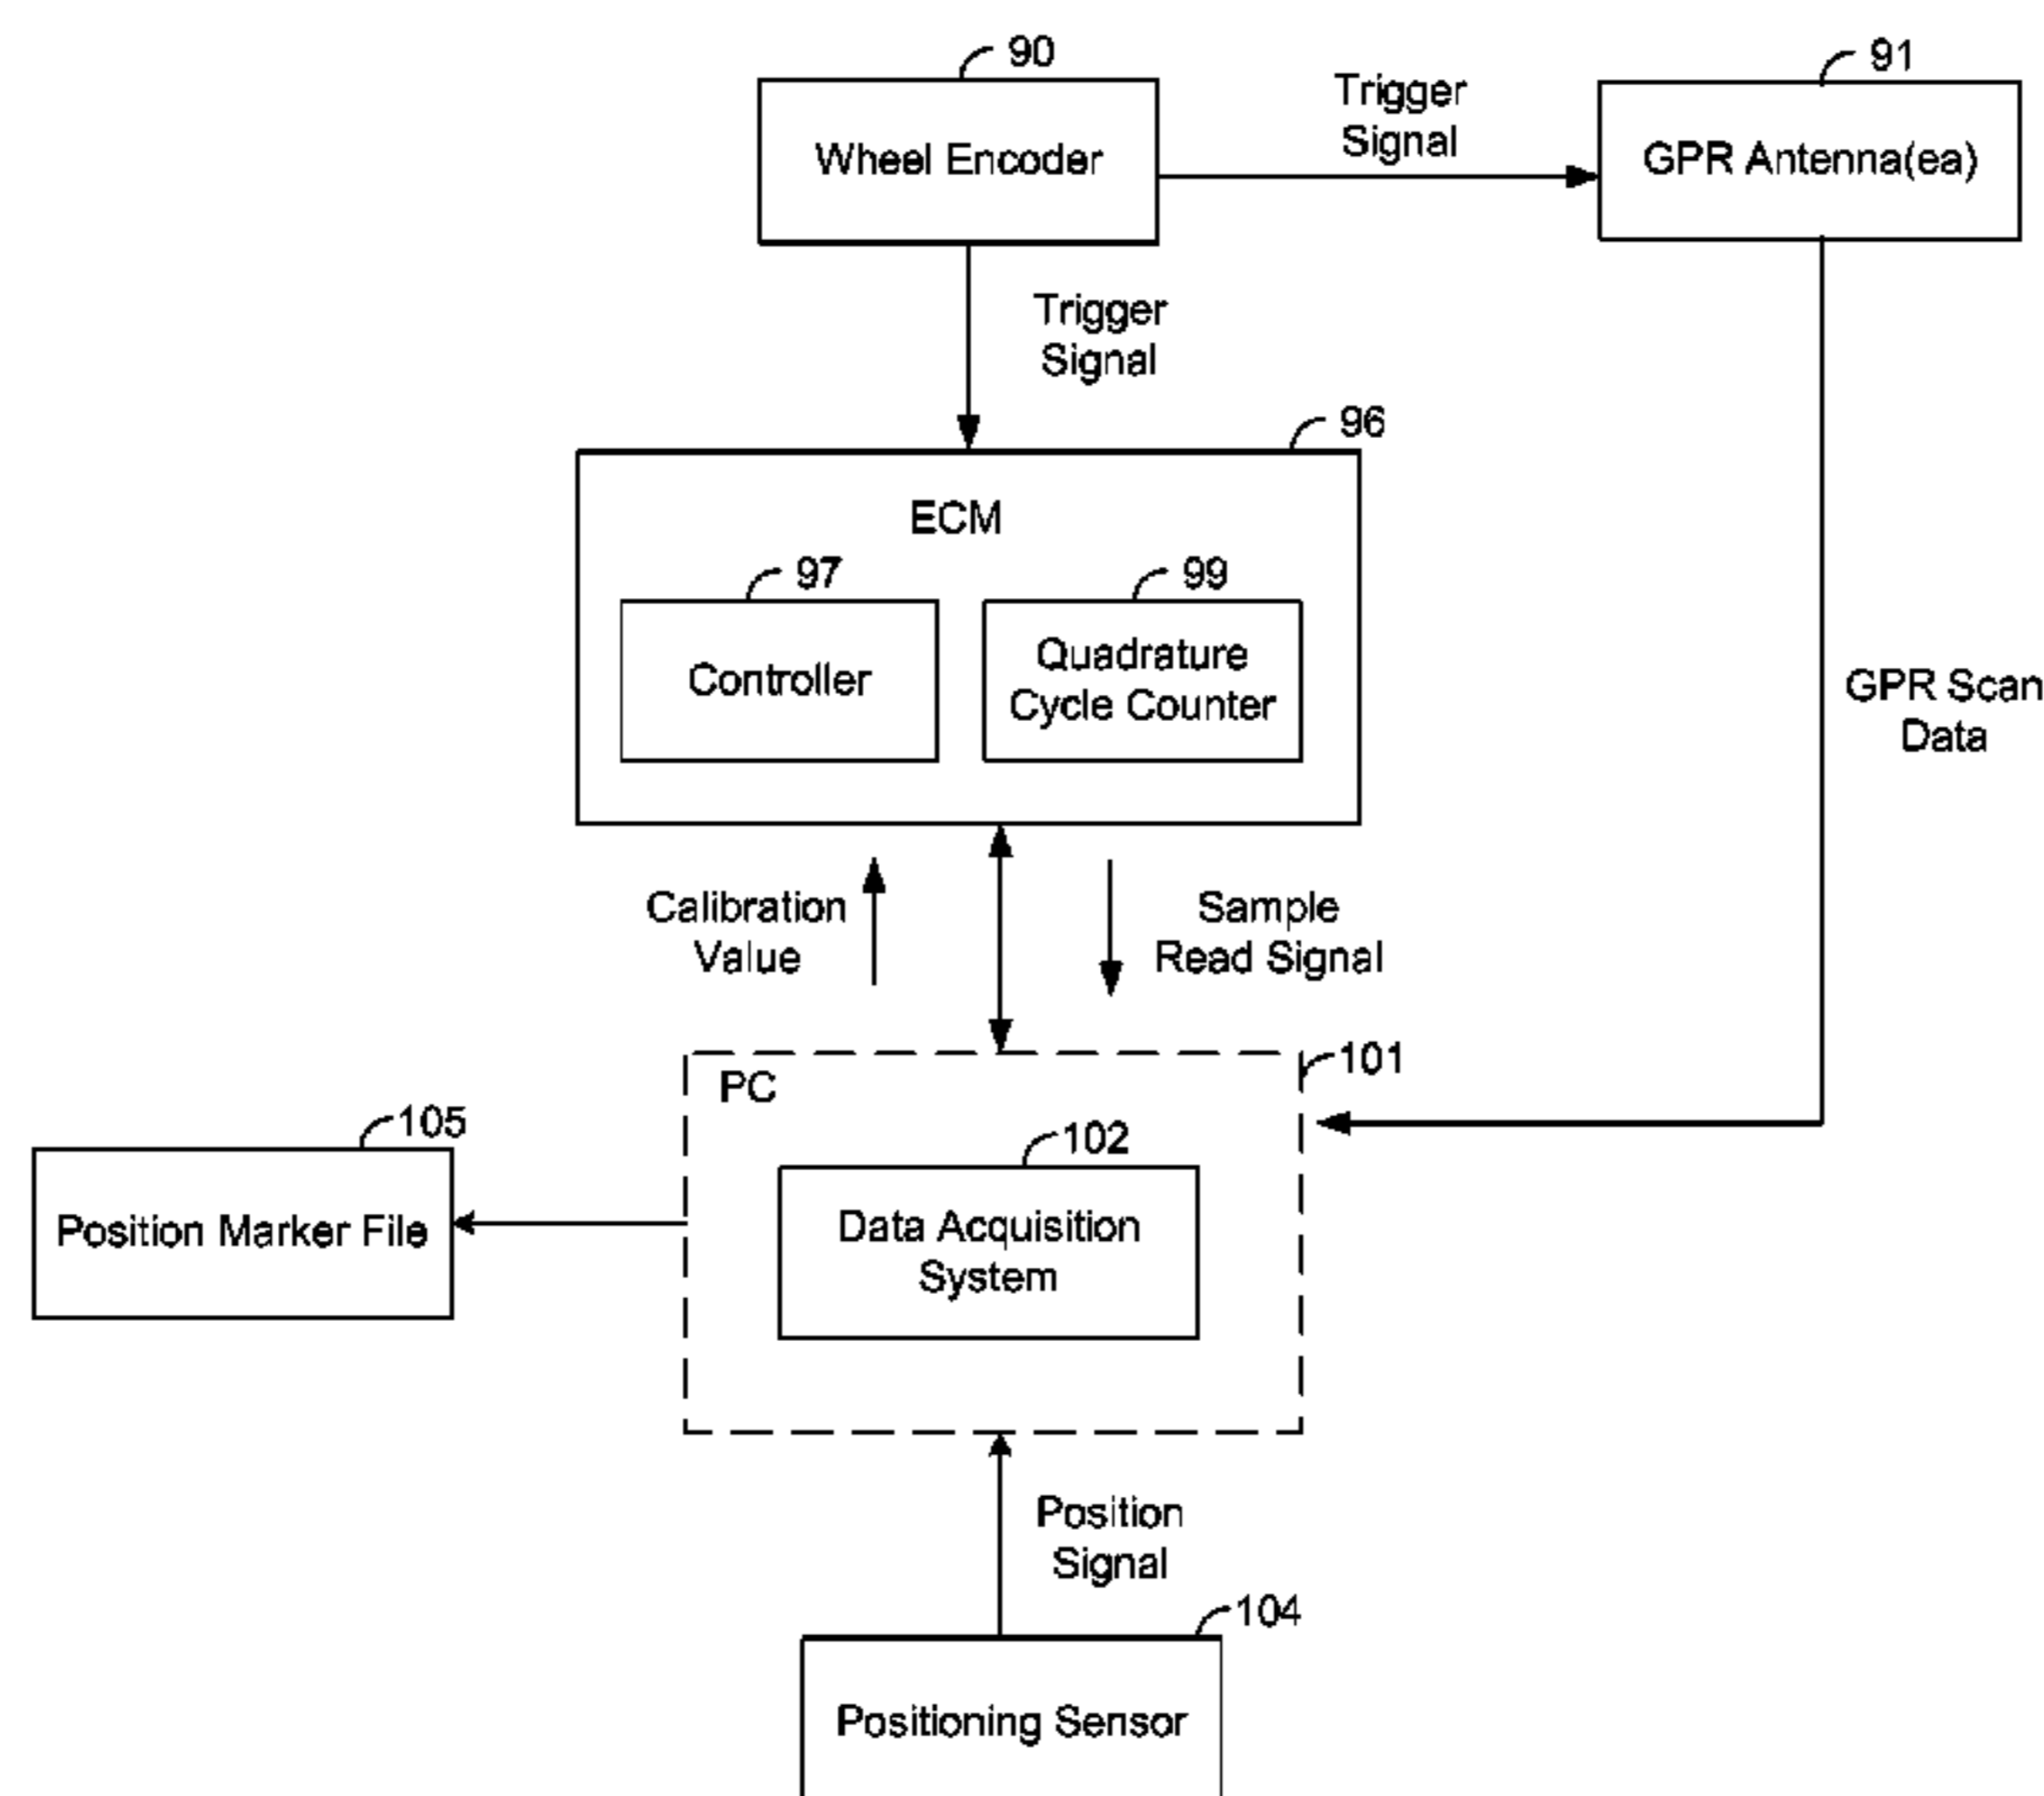 90
91
Trigger
Signal
Wheel Encoder
GPR Antenna(ea)
Trigger
Signal
96
ECM
97
99
Controller
Quadrature
Cycle Counter
GPR Scan
Data
Calibration
Value
Sample
Read Signal
101
PC
105
102
Position Marker File
Data Acquisition
System
Position
Signal
104
Positioning Sensor